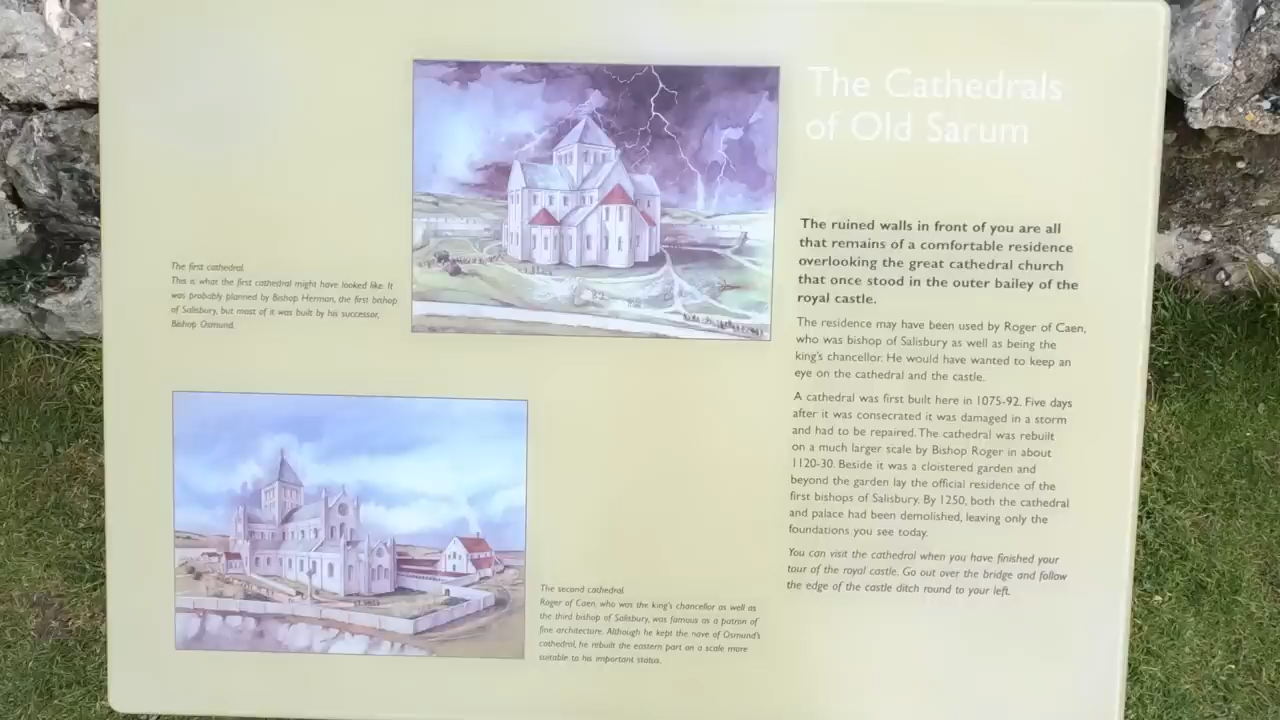 The Cathedrals
of Old Sarum
The ruined walls in front of you are all
that remains of a comfortable residence
overlooking the great cathedral church
that once stood in the outer bailey of the
royal castle.
The residence may have been used by Roger of Caen,
who was bishop of Salisbury as well as being the
king's chancellor. He would have wanted to keep an
eye on the cathedral and the castle.
A cathedral was first built here in 1075-92. Five days
after it was consecrated it was damaged in a storm
and had to be repaired. The cathedral was rebuilt
on a much larger scale by Bishop Roger in about
1120-30. Beside it was a cloistered garden and
beyond the garden lay the official residence of the
first bishops of Salisbury. By 1250, both the cathedral
and palace had been demolished, leaving only the
foundations you see today.
You can visit the cathedral when you have finished your
tour of the royal castle. Go out over the bridge and follow
the edge of the castle ditch round to your left.
The first cathedral
This is what the first cathedral might have looked like. It
was probably planned by Bishop Herman, the first bishop
of Salisbury, but most of it was built by his successor,
Bishop Osmund.
The second cathedral
Roger of Caen, who was the king's chancellor as well as
the third bishop of Salisbury, was famous as a patron of
fine architecture. Although he kept the nave of Osmund's
cathedral, he rebuilt the eastern part on a scale more
suitable to his important status.